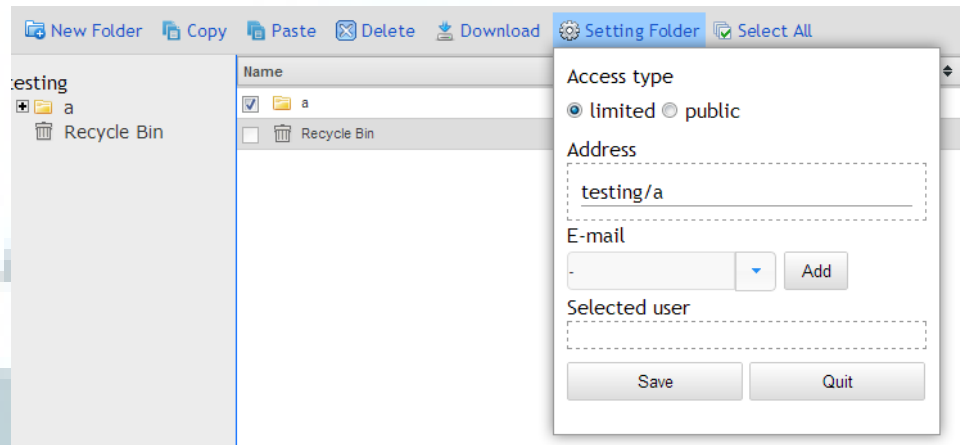 New Folder Copy Paste Delete Download Setting Folder Select All
testing
a
Recycle Bin
Name
a
Recycle Bin
Access type
limited public
Address
testing/a
E-mail
- Add
Selected user
Save Quit